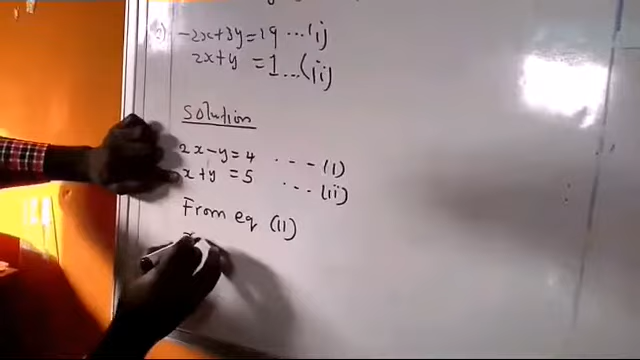 -2x+3y=19 ...(i)
2x+y =1...(ii)
Solution
2x-y=4 ---(i)
x+y =5 ...(ii)
From eq (ii)
x